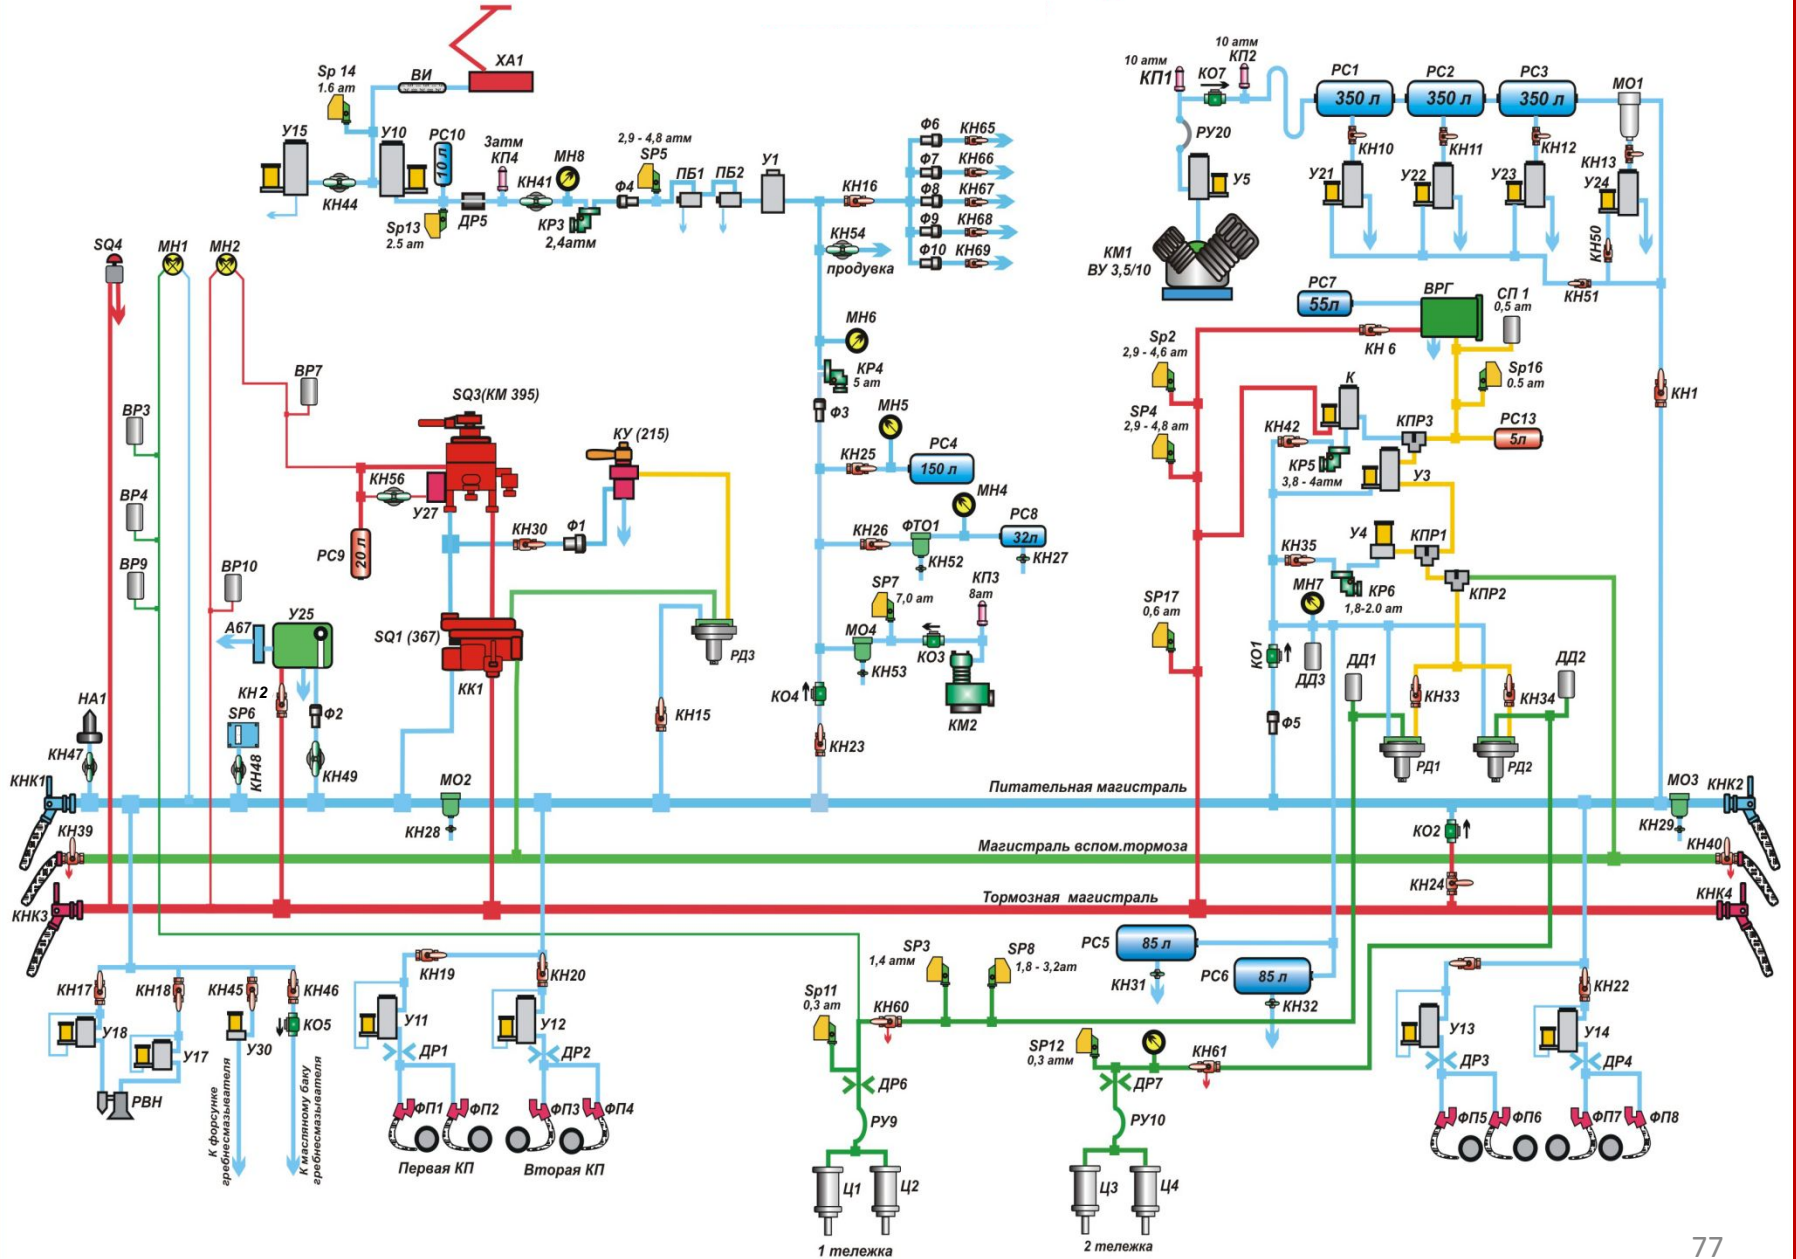 ХА1
ВИ
Sp 14
1.6 ат
У15
У10
РС10
10 л
3атм
КП4
МН8
2,9 - 4,8 атм
SP5
ПБ1
ПБ2
У1
КН44
Sp13
2.5 ат
ДР5
КН41
КР3
2,4атм
Ф4
КН16
Ф6
КН65
Ф7
КН66
Ф8
КН67
Ф9
КН68
Ф10
КН69
КН54
продувка
10 атм
КП1
КО7
10 атм
КП2
РС1
350 л
РС2
350 л
РС3
350 л
МО1
РУ20
У5
КН10
КН11
КН12
КН13
У21
У22
У23
У24
КН50
КН51
КМ1
ВУ 3,5/10
РС7
55л
ВРГ
СП 1
0,5 ат
КН 6
Sp16
0.5 ат
КН1
SQ4
МН1
МН2
ВР7
ВР3
ВР4
ВР9
ВР10
SQ3(КМ 395)
КУ (215)
КН56
У27
РС9
20 л
КН30
Ф1
МН6
КР4
5 ат
Ф3
МН5
КН25
РС4
150 л
МН4
КН26
ФТО1
РС8
32л
КН52
КН27
SP7
7,0 ат
КП3
8ат
МО4
КН53
КО3
КМ2
КО4
КН23
Sp2
2,9 - 4,6 ат
SP4
2,9 - 4,8 ат
SP17
0,6 ат
К
КН42
КР5
3,8 - 4атм
КПР3
РС13
5л
У3
У4
КПР1
КН35
КР6
1,8-2.0 ат
КПР2
МН7
КО1
ДД3
ДД1
ДД2
КН33
КН34
Ф5
РД1
РД2
А67
У25
SQ1 (367)
КК1
РД3
КН15
НА1
КН2
SP6
Ф2
КН47
КН48
КН49
МО2
КН28
КНК1
КН39
КНК3
Питательная магистраль
Магистраль вспом.тормоза
Тормозная магистраль
КО2
КН24
МО3
КН29
КНК2
КН40
КНК4
КН17
КН18
КН45
КН46
КО5
У18
У17
У30
РВН
К форсунке
гребнесмазывателя
К масляному баку
гребнесмазывателя
КН19
КН20
У11
У12
ДР1
ДР2
ФП1
ФП2
ФП3
ФП4
Первая КП
Вторая КП
Sp11
0,3 ат
КН60
SP3
1,4 атм
SP8
1,8 - 3,2ат
РС5
85 л
КН31
РС6
85 л
КН32
SP12
0,3 атм
КН61
ДР6
РУ9
ДР7
РУ10
Ц1
Ц2
1 тележка
Ц3
Ц4
2 тележка
КН22
У13
У14
ДР3
ДР4
ФП5
ФП6
ФП7
ФП8
77